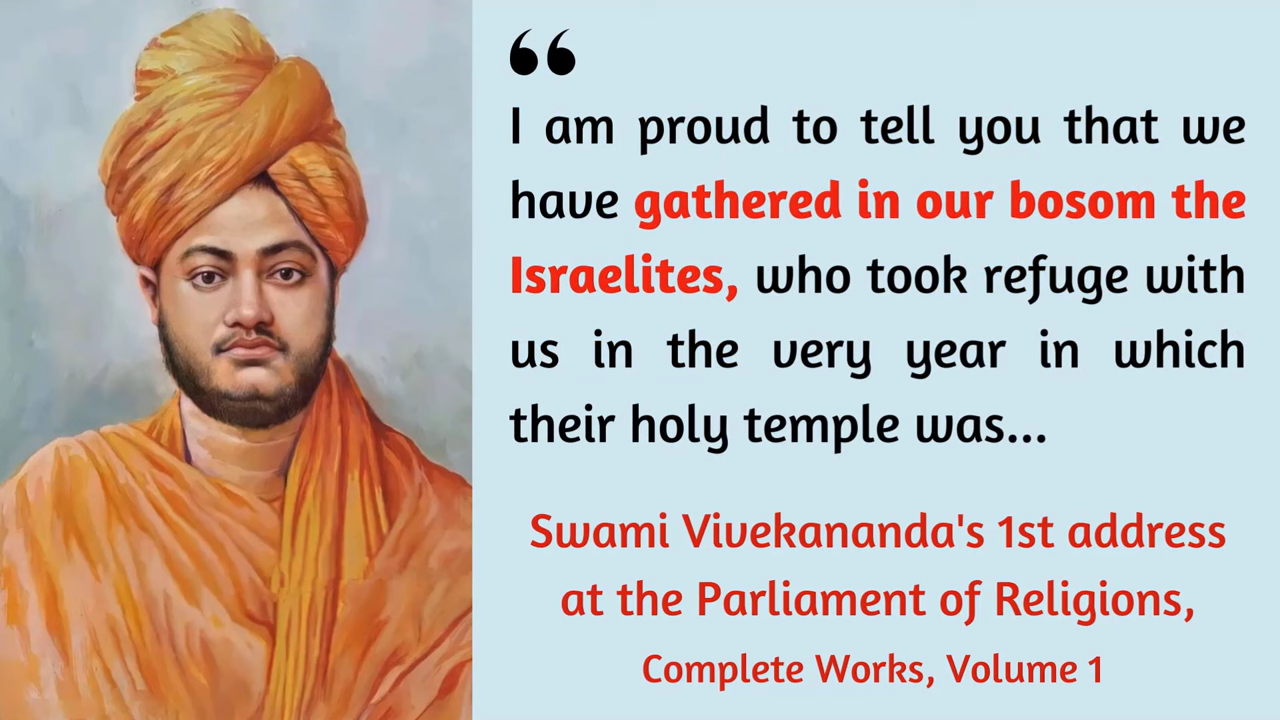 “
I am proud to tell you that we
have gathered in our bosom the
Israelites, who took refuge with
us in the very year in which
their holy temple was...
Swami Vivekananda's 1st address
at the Parliament of Religions,
Complete Works, Volume 1